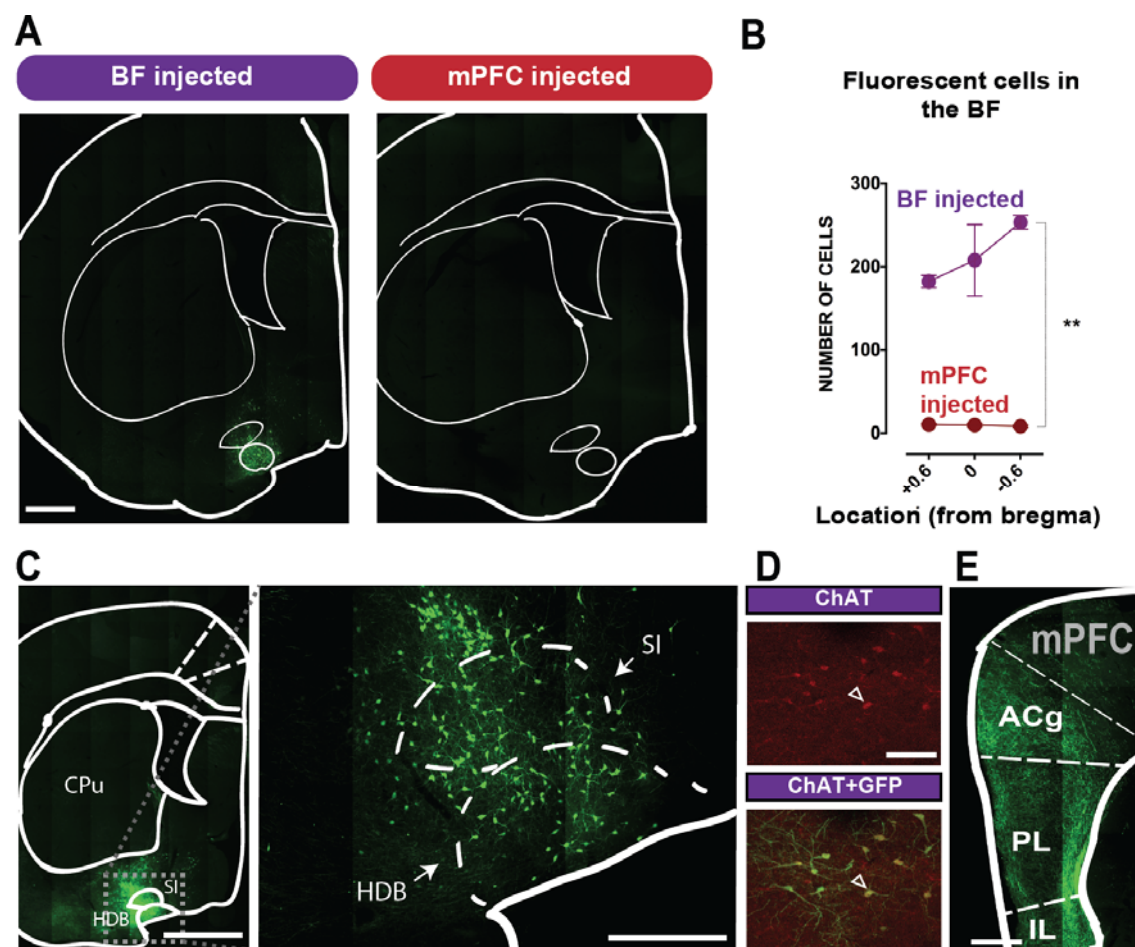 A
BF injected
mPFC injected
B
Fluorescent cells in
the BF
NUMBER OF CELLS
300
200
100
0
BF injected
mPFC
injected
**
+0.6
0
-0.6
Location (from bregma)
C
CPu
SI
HDB
SI
HDB
D
ChAT
ChAT+GFP
E
mPFC
ACg
PL
IL